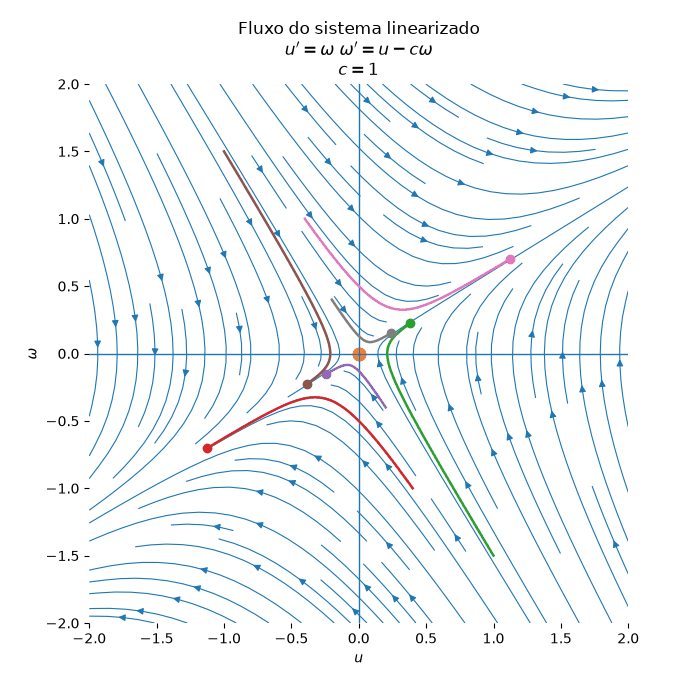 Fluxo do sistema linearizado
u′ = ω ω′ = u − cω
c = 1
2.0
1.5
1.0
0.5
0.0
−0.5
−1.0
−1.5
−2.0
ω
−2.0 −1.5 −1.0 −0.5 0.0 0.5 1.0 1.5 2.0
u